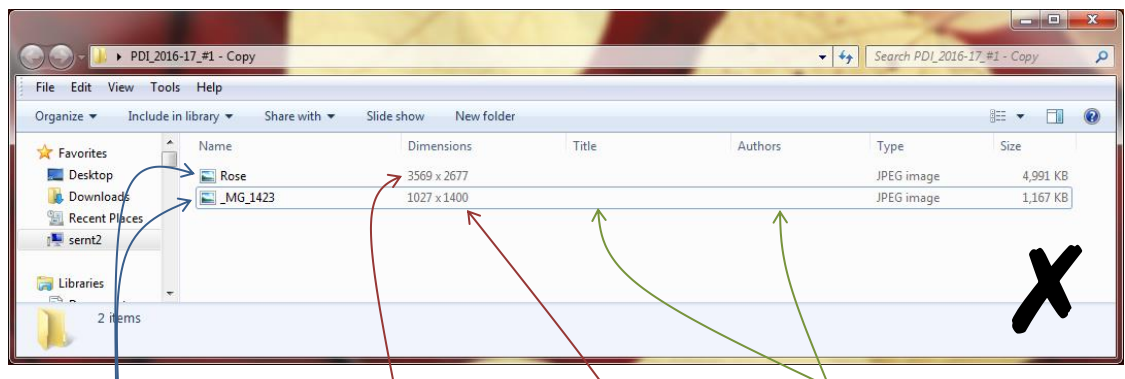 PDI_2016-17_#1 - Copy
Search PDI_2016-17_#1 - Copy
File Edit View Tools Help
Organize Include in library Share with Slide show New folder
Name Dimensions Title Authors Type Size
Favorites
Rose 3569 x 2677 JPEG image 4,991 KB
Desktop
_MG_1423 1027 x 1400 JPEG image 1,167 KB
Downloads
Recent Places
sernt2
Libraries
2 items
X